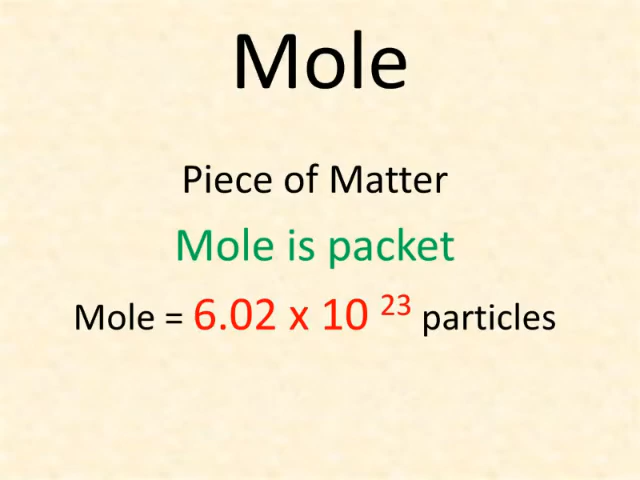 Mole
Piece of Matter
Mole is packet
Mole = 6.02 x 10 ²³ particles